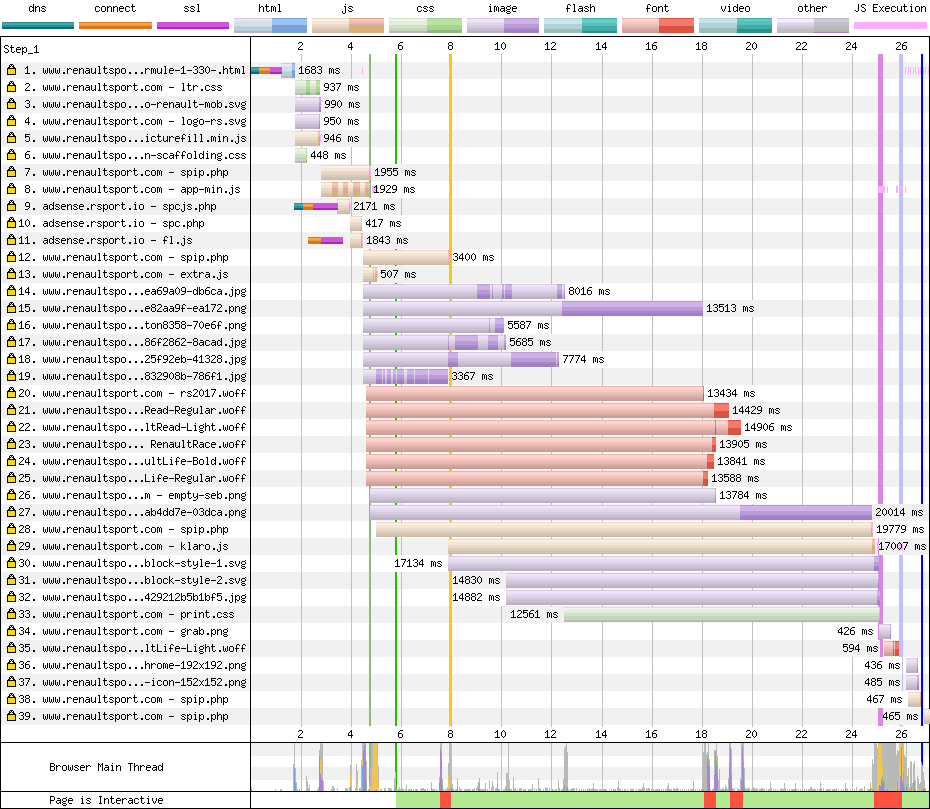 dns connect ssl html js css image flash font video other JS Execution
Step_1 2 4 6 8 10 12 14 16 18 20 22 24 26
1. www.renaultspo...rmule-1-330-.html 1683 ms
2. www.renaultsport.com - ltr.css 937 ms
3. www.renaultspo...o-renault-mob.svg 990 ms
4. www.renaultsport.com - logo-rs.svg 950 ms
5. www.renaultspo...icturefill.min.js 946 ms
6. www.renaultspo...n-scaffolding.css 448 ms
7. www.renaultsport.com - spip.php 1955 ms
8. www.renaultsport.com - app-min.js 1929 ms
9. adsense.rsport.io - spcjs.php 2171 ms
10. adsense.rsport.io - spc.php 417 ms
11. adsense.rsport.io - fl.js 1843 ms
12. www.renaultsport.com - spip.php 3400 ms
13. www.renaultsport.com - extra.js 507 ms
14. www.renaultspo...ea69a09-db6ca.jpg 8016 ms
15. www.renaultspo...e82aa9f-ea172.png 13513 ms
16. www.renaultspo...ton8358-70e6f.png 5587 ms
17. www.renaultspo...86f2862-8acad.jpg 5685 ms
18. www.renaultspo...25f92eb-41328.jpg 7774 ms
19. www.renaultspo...832908b-786f1.jpg 3367 ms
20. www.renaultsport.com - rs2017.woff 13434 ms
21. www.renaultspo...Read-Regular.woff 14429 ms
22. www.renaultspo...ltRead-Light.woff 14906 ms
23. www.renaultspo... RenaultRace.woff 13905 ms
24. www.renaultspo...ultLife-Bold.woff 13841 ms
25. www.renaultspo...Life-Regular.woff 13588 ms
26. www.renaultspo...m - empty-seb.png 13784 ms
27. www.renaultspo...ab4dd7e-03dca.png 20014 ms
28. www.renaultsport.com - spip.php 19779 ms
29. www.renaultsport.com - klaro.js 17007 ms
30. www.renaultspo...block-style-1.svg 17134 ms
31. www.renaultspo...block-style-2.svg 14830 ms
32. www.renaultspo...429212b5b1bf5.jpg 14882 ms
33. www.renaultsport.com - print.css 12561 ms
34. www.renaultsport.com - grab.png 426 ms
35. www.renaultspo...ltLife-Light.woff 594 ms
36. www.renaultspo...hrome-192x192.png 436 ms
37. www.renaultspo...-icon-152x152.png 485 ms
38. www.renaultsport.com - spip.php 467 ms
39. www.renaultsport.com - spip.php 465 ms
2 4 6 8 10 12 14 16 18 20 22 24 26
Browser Main Thread
Page is Interactive